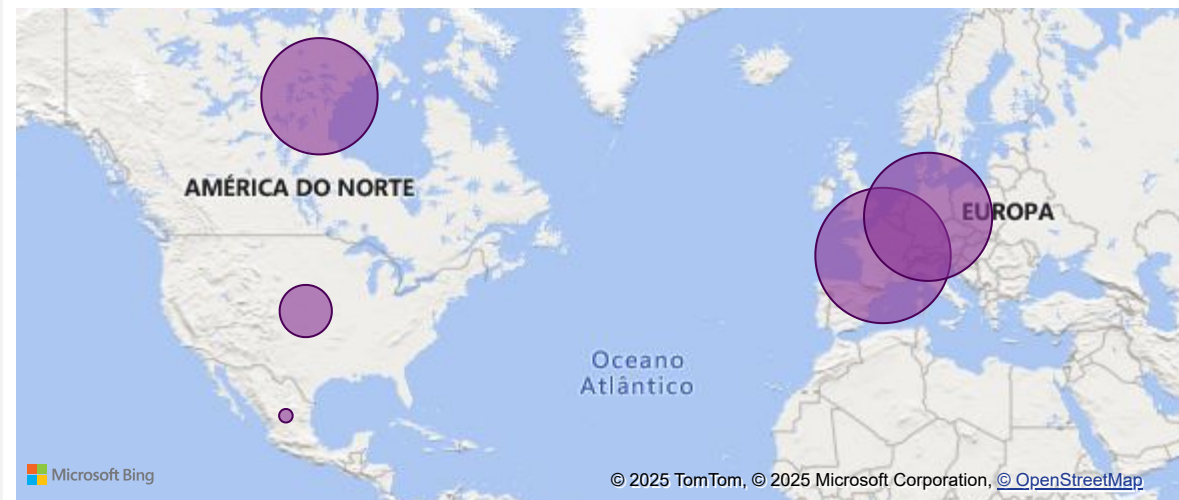 AMÉRICA DO NORTE
EUROPA
Oceano
Atlântico
Microsoft Bing
© 2025 TomTom, © 2025 Microsoft Corporation, © OpenStreetMap